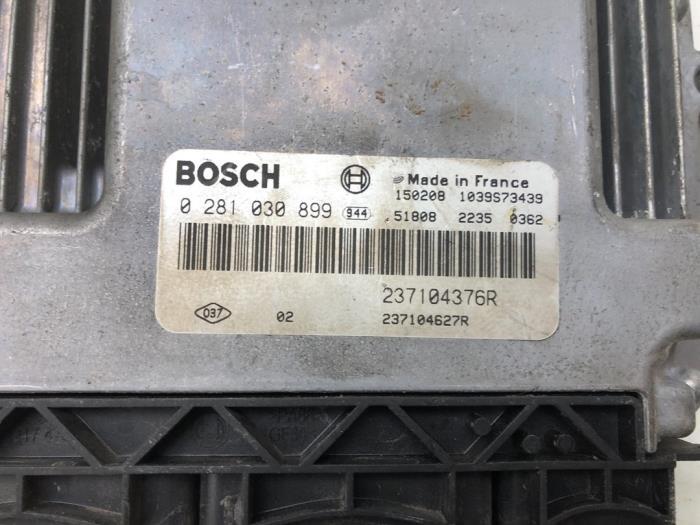 BOSCH
Made in France
150208 1039S73439
0 281 030 899 944 .51808 2235 0362
237104376R
037 02 237104627R